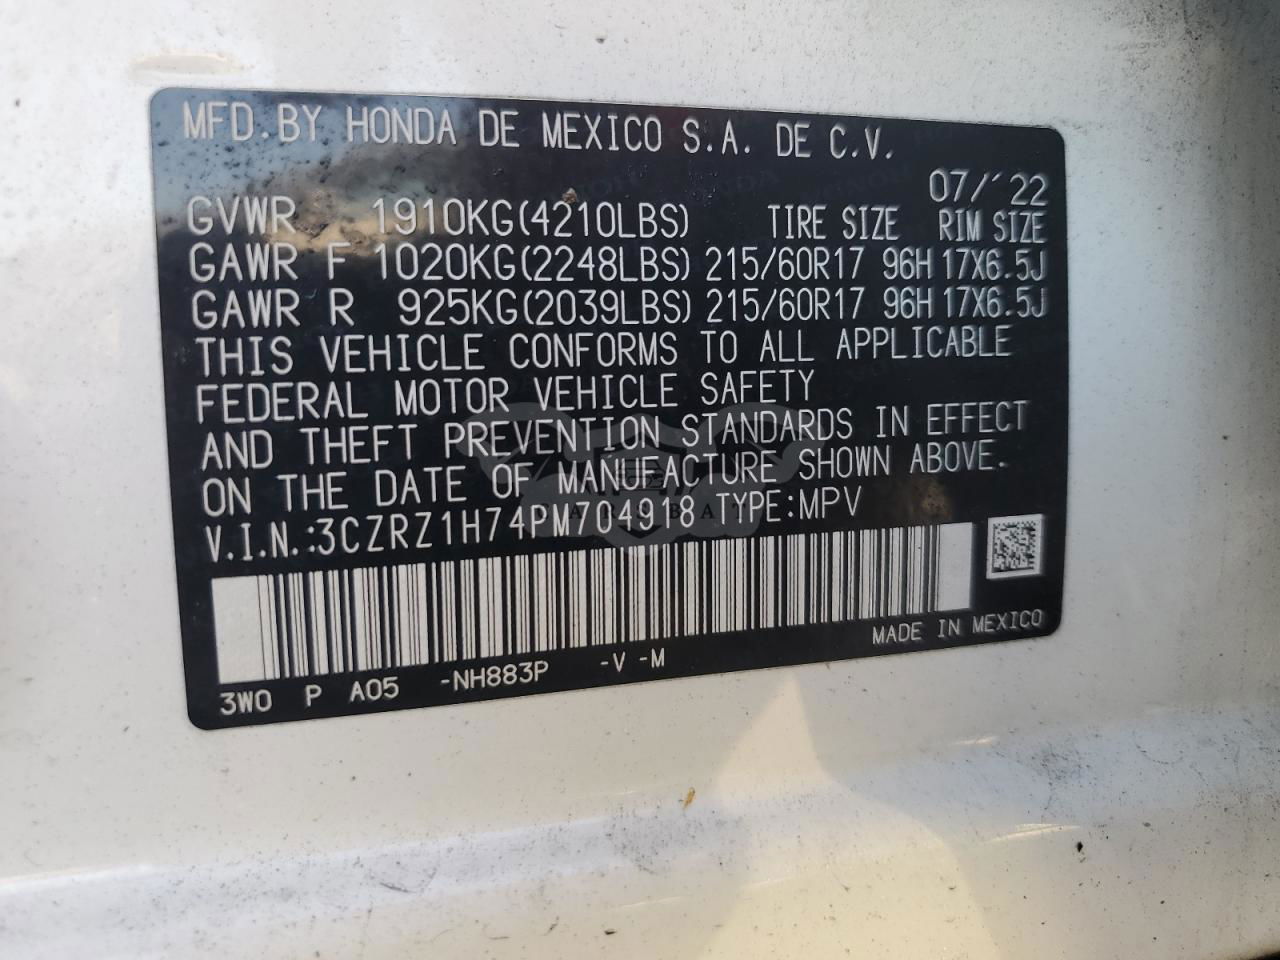 MFD.BY HONDA DE MEXICO S.A. DE C.V.
07/´22
GVWR 1910KG(4210LBS) TIRE SIZE RIM SIZE
GAWR F 1020KG(2248LBS) 215/60R17 96H 17X6.5J
GAWR R 925KG(2039LBS) 215/60R17 96H 17X6.5J
THIS VEHICLE CONFORMS TO ALL APPLICABLE
FEDERAL MOTOR VEHICLE SAFETY
AND THEFT PREVENTION STANDARDS IN EFFECT
ON THE DATE OF MANUFACTURE SHOWN ABOVE.
V.I.N.:3CZRZ1H74PM704918 TYPE:MPV
MADE IN MEXICO
3W0 P A05 -NH883P -V -M